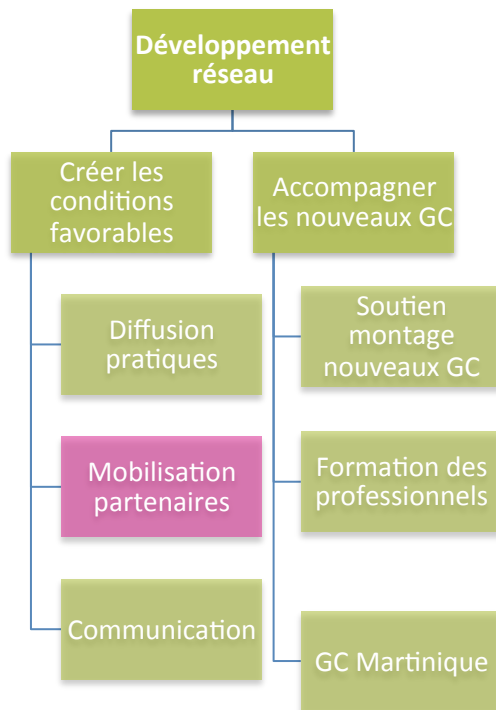 Développement
réseau
Créer les
conditions
favorables
Diffusion
pratiques
Mobilisation
partenaires
Communication
Accompagner
les nouveaux GC
Soutien
montage
nouveaux GC
Formation des
professionnels
GC Martinique